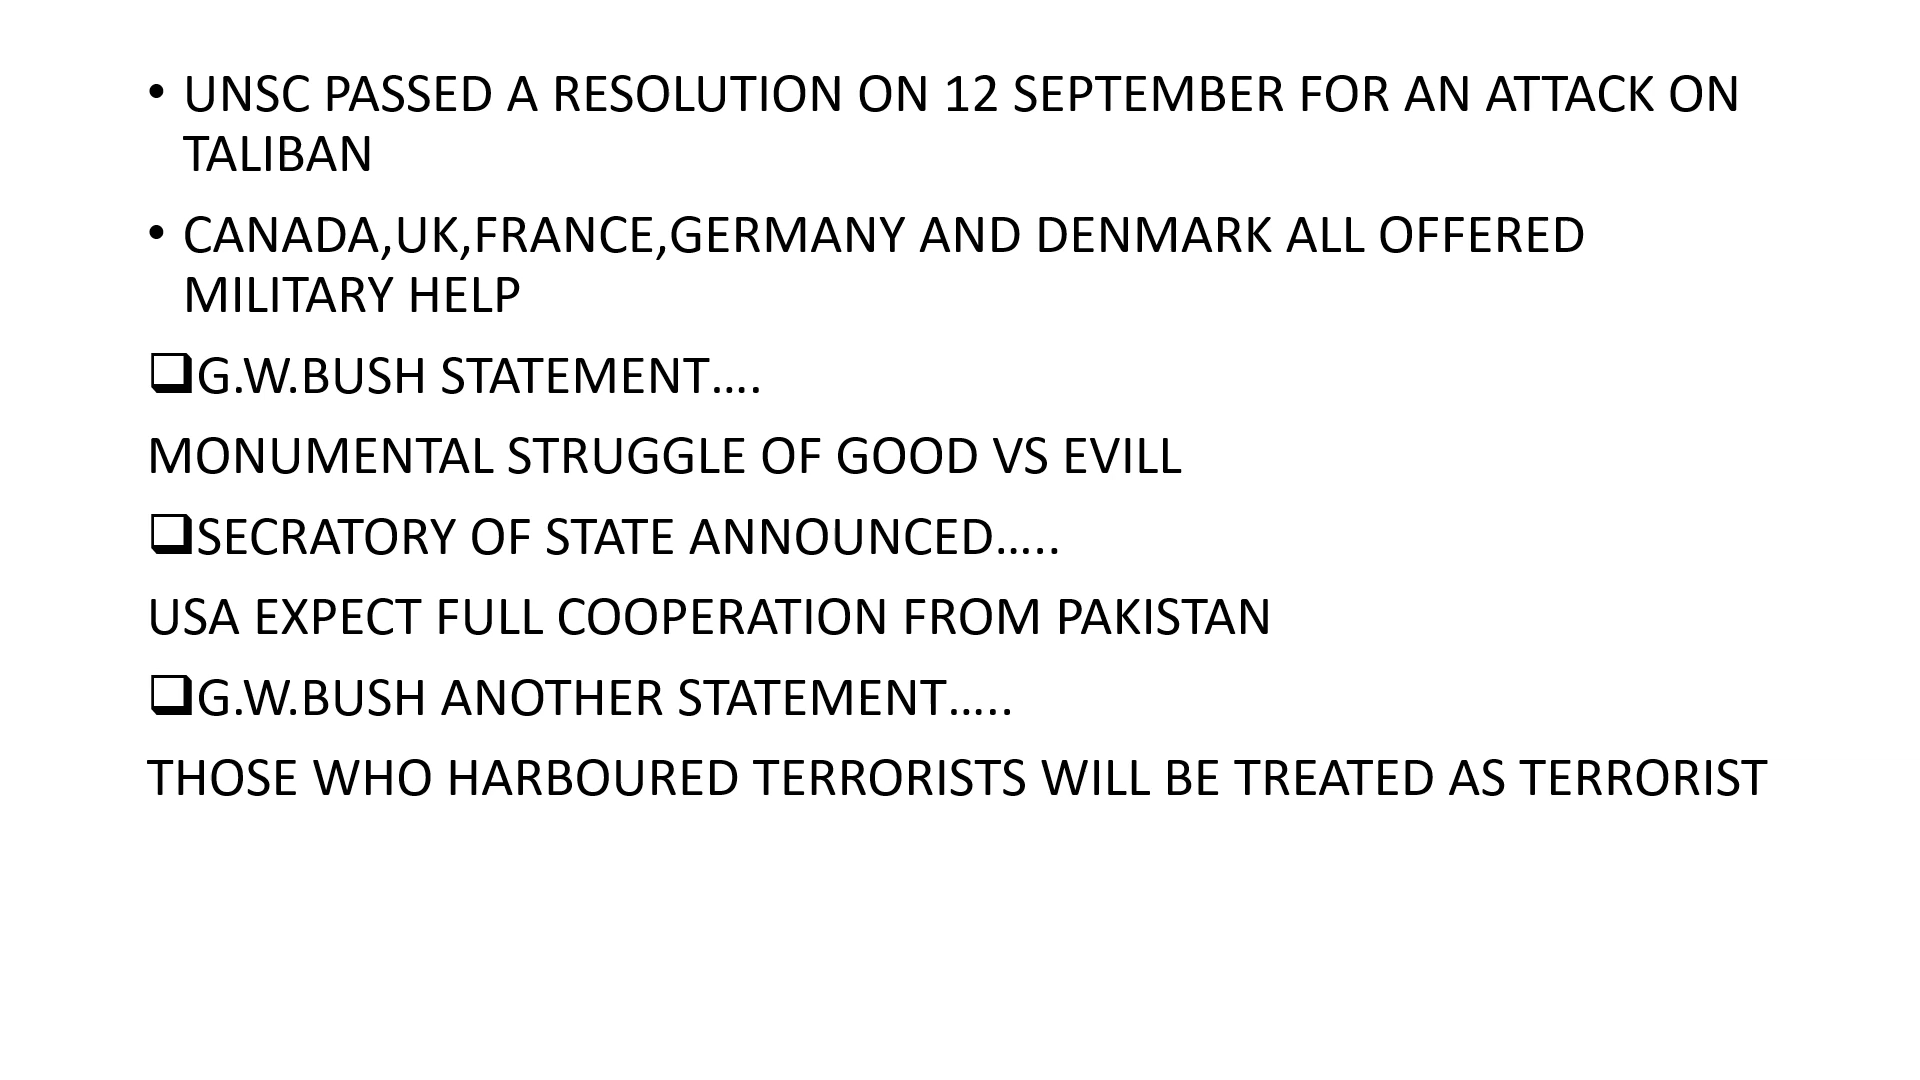 • UNSC PASSED A RESOLUTION ON 12 SEPTEMBER FOR AN ATTACK ON
TALIBAN
• CANADA,UK,FRANCE,GERMANY AND DENMARK ALL OFFERED
MILITARY HELP
❑G.W.BUSH STATEMENT….
MONUMENTAL STRUGGLE OF GOOD VS EVILL
❑SECRATORY OF STATE ANNOUNCED…..
USA EXPECT FULL COOPERATION FROM PAKISTAN
❑G.W.BUSH ANOTHER STATEMENT…..
THOSE WHO HARBOURED TERRORISTS WILL BE TREATED AS TERRORIST